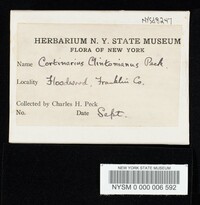 NYSf9247
HERBARIUM N. Y. STATE MUSEUM
FLORA OF NEW YORK
Name Cortinarius Clintonianus Peck
Locality Floodwood, Franklin Co.
Collected by Charles H. Peck
No. Date Sept.
NEW YORK STATE MUSEUM
NYSM 0 000 006 592